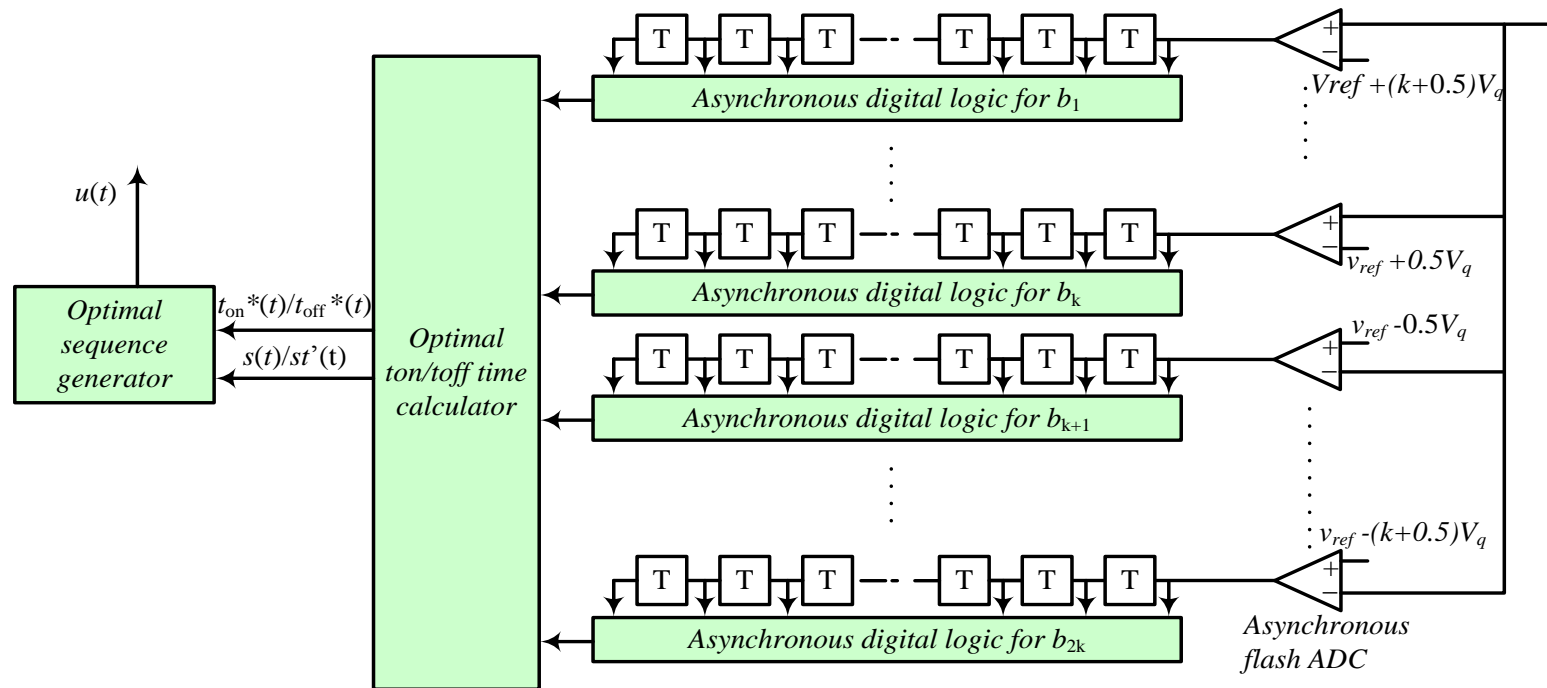 T T T T T T
+
−
Vref +(k+0.5)Vq
Asynchronous digital logic for b1
u(t)
T T T T T T
+
−
vref +0.5Vq
Asynchronous digital logic for bk
Optimal
sequence
generator
ton*(t)/toff*(t)
s(t)/st’(t)
Optimal
ton/toff time
calculator
vref -0.5Vq
T T T T T T
+
−
Asynchronous digital logic for bk+1
vref -(k+0.5)Vq
T T T T T T
+
−
Asynchronous digital logic for b2k
Asynchronous
flash ADC